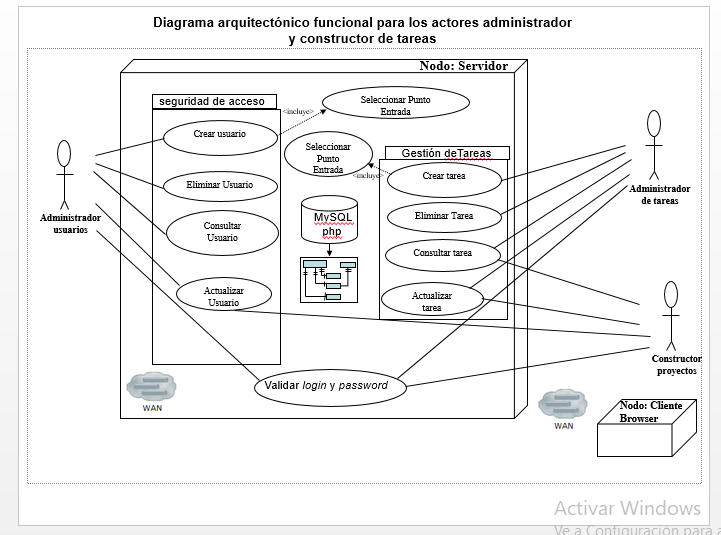 Diagrama arquitectónico funcional para los actores administrador
y constructor de tareas
Nodo: Servidor
seguridad de acceso
<incluye>
Seleccionar Punto
Entrada
Crear usuario
Seleccionar
Punto
Entrada
<incluye>
Gestión deTareas
Crear tarea
Eliminar Usuario
Administrador
de tareas
Administrador
usuarios
MySQL
php
Eliminar Tarea
Consultar
Usuario
Consultar tarea
Actualizar
Usuario
Actualizar
tarea
Constructor
proyectos
Validar login y password
WAN
WAN
Nodo: Cliente
Browser
Activar Windows
Ve a Configuración para a